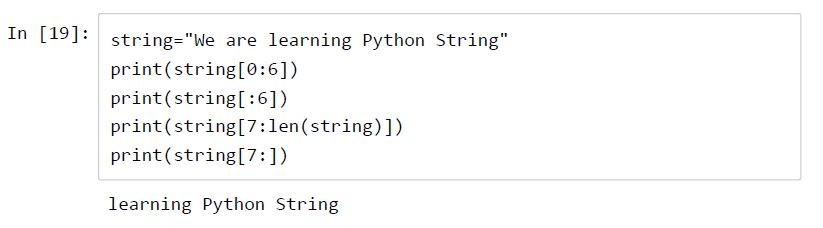 In [19]:
string="We are learning Python String"
print(string[0:6])
print(string[:6])
print(string[7:len(string)])
print(string[7:])
learning Python String